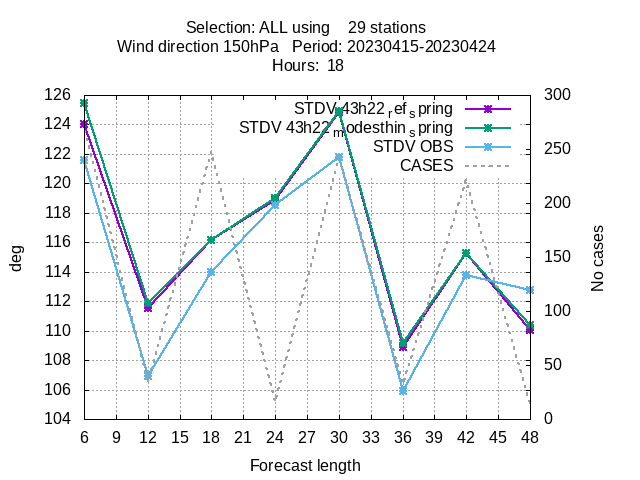 Selection: ALL using    29 stations
Wind direction 150hPa   Period: 20230415-20230424
Hours: 18
126
124
122
120
118
116
114
112
110
108
106
104
deg
STDV 43h22_ref_spring
STDV 43h22_modesthin_spring
STDV OBS
CASES
300
250
200
150
100
50
0
No cases
6 9 12 15 18 21 24 27 30 33 36 39 42 45 48
Forecast length